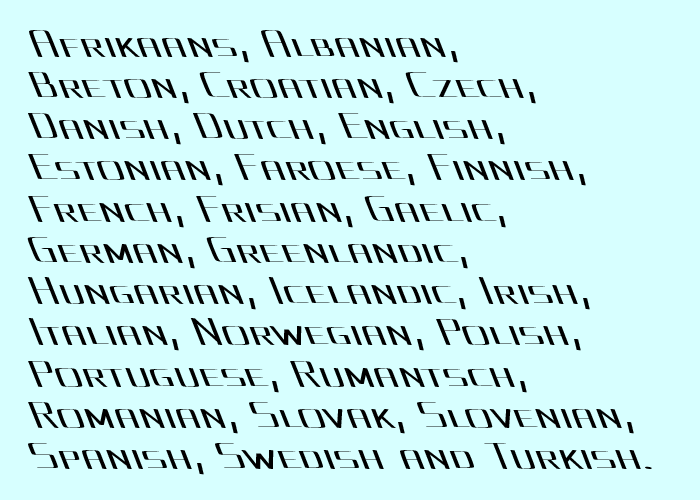 Afrikaans, Albanian,
Breton, Croatian, Czech,
Danish, Dutch, English,
Estonian, Faroese, Finnish,
French, Frisian, Gaelic,
German, Greenlandic,
Hungarian, Icelandic, Irish,
Italian, Norwegian, Polish,
Portuguese, Rumantsch,
Romanian, Slovak, Slovenian,
Spanish, Swedish and Turkish.